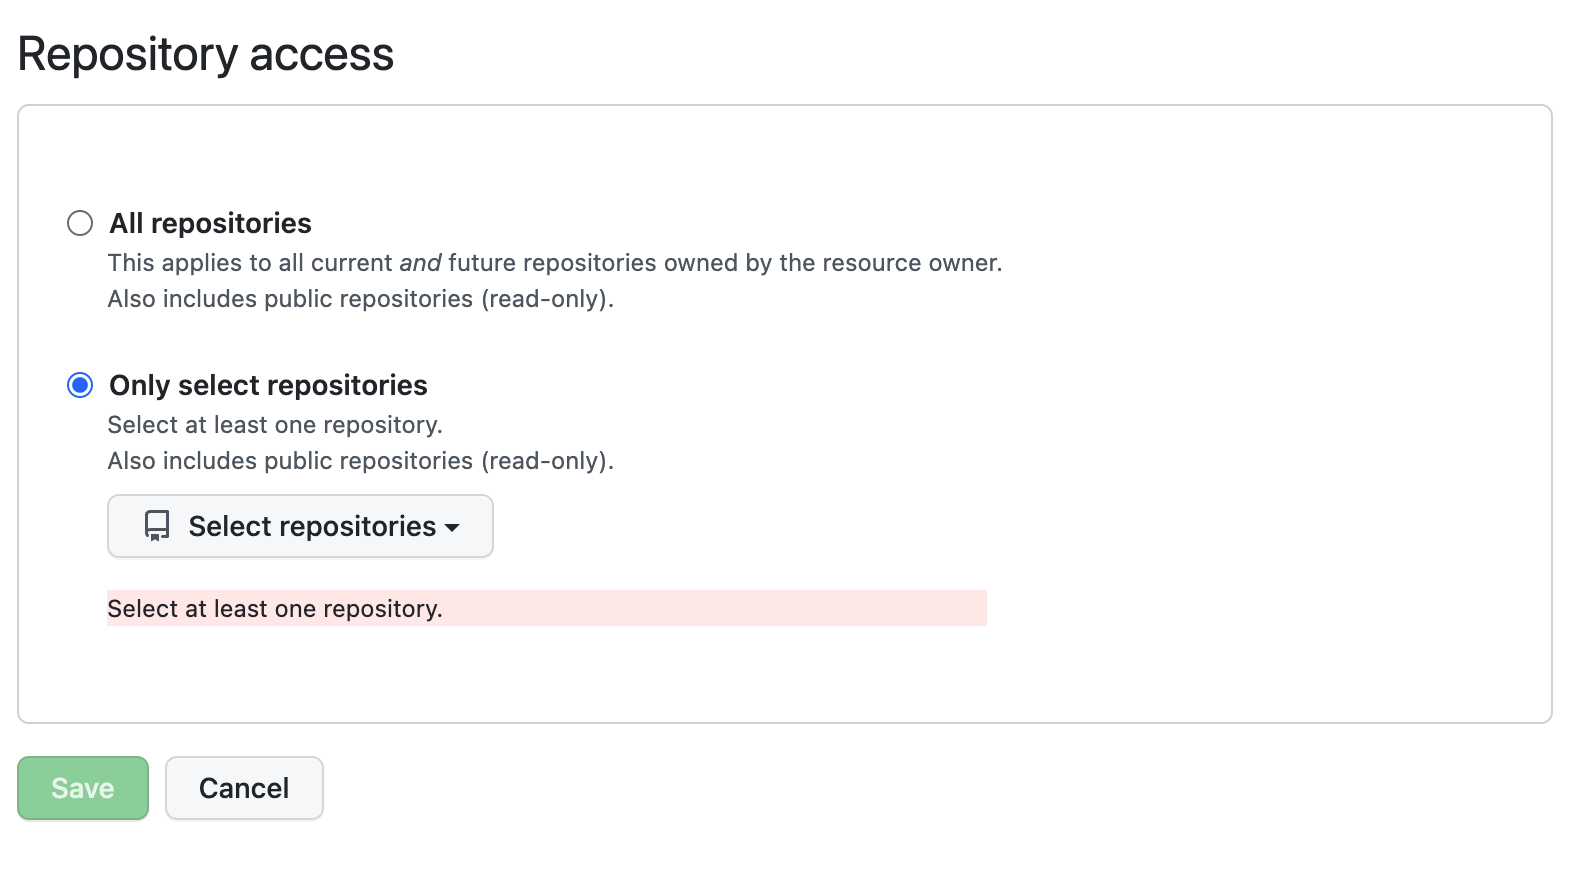 Repository access
All repositories
This applies to all current and future repositories owned by the resource owner.
Also includes public repositories (read-only).
Only select repositories
Select at least one repository.
Also includes public repositories (read-only).
Select repositories
Select at least one repository.
Save
Cancel